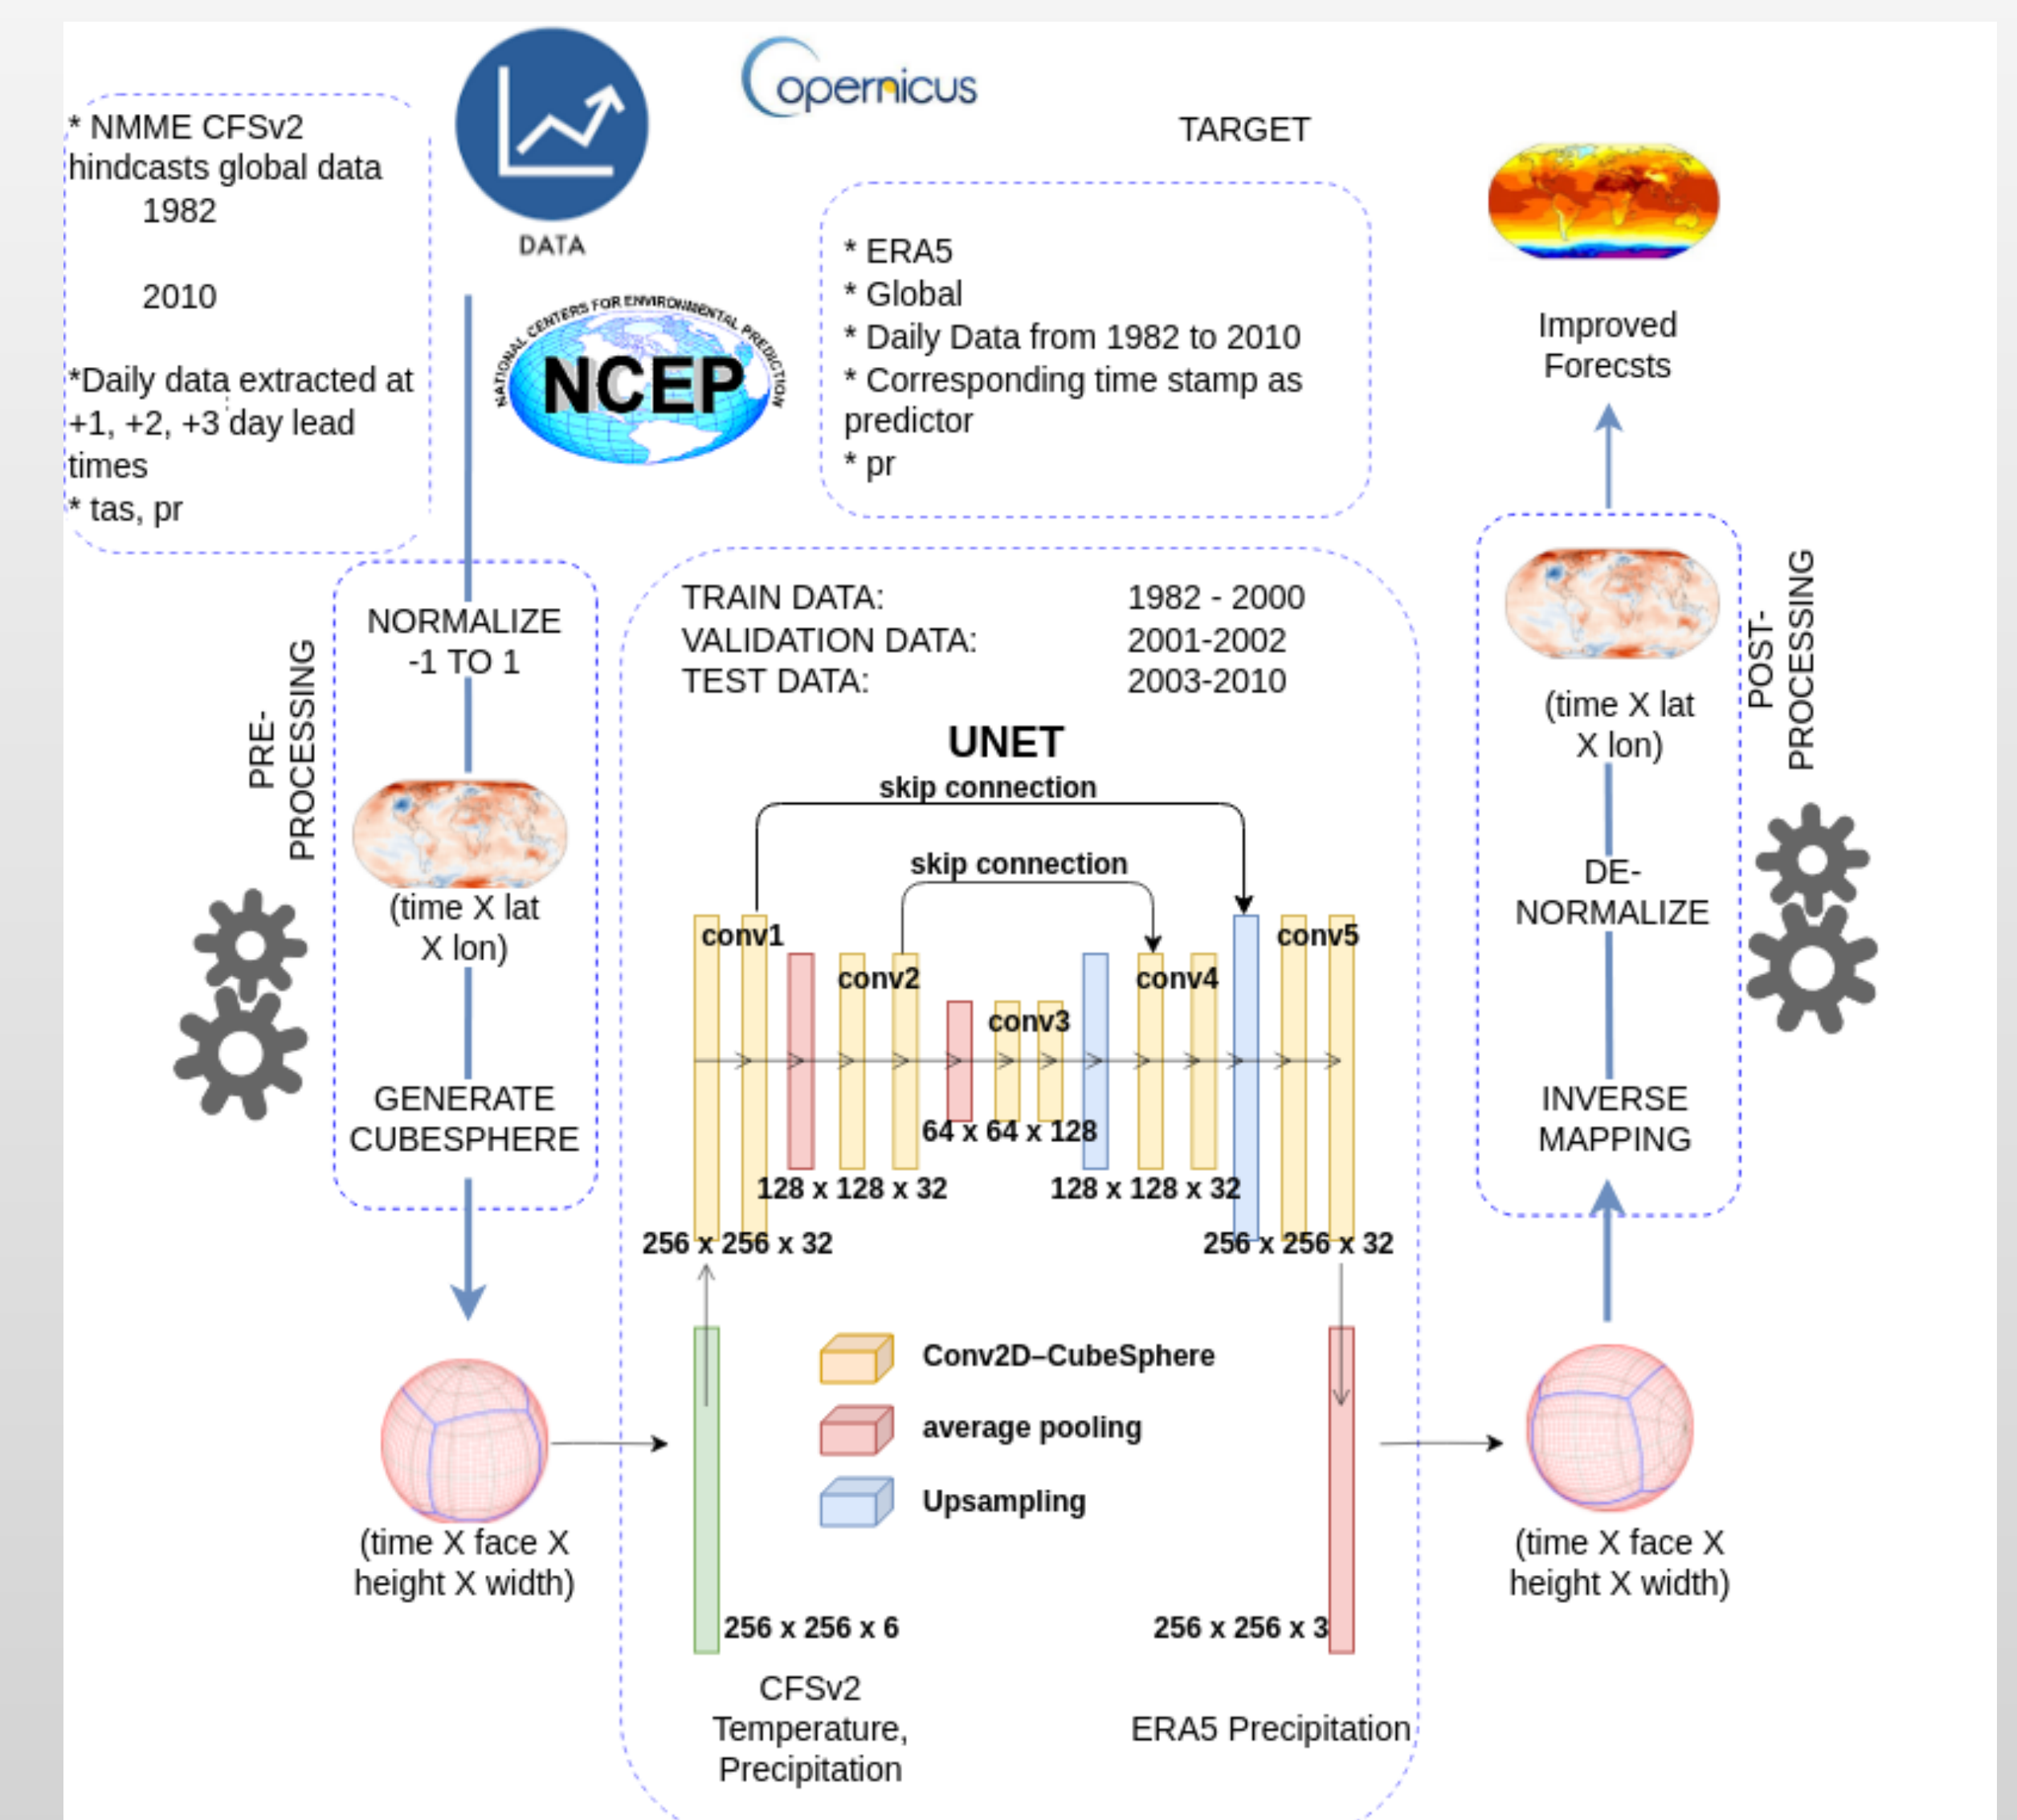 * NMME CFSv2
hindcasts global data
1982
2010
*Daily data extracted at
+1, +2, +3 day lead
times
* tas, pr
DATA
opernicus
NATIONAL CENTERS FOR ENVIRONMENTAL PREDICTION
NCEP
TARGET
* ERA5
* Global
* Daily Data from 1982 to 2010
* Corresponding time stamp as
predictor
* pr
Improved
Forecsts
PRE-
PROCESSING
NORMALIZE
-1 TO 1
(time X lat
X lon)
GENERATE
CUBESPHERE
(time X face X
height X width)
TRAIN DATA: 1982 - 2000
VALIDATION DATA: 2001-2002
TEST DATA: 2003-2010
UNET
skip connection
skip connection
conv1
conv2
conv3
conv4
conv5
64 x 64 x 128
128 x 128 x 32
128 x 128 x 32
256 x 256 x 32
256 x 256 x 32
Conv2D–CubeSphere
average pooling
Upsampling
256 x 256 x 6
256 x 256 x 3
CFSv2
Temperature,
Precipitation
ERA5 Precipitation
POST-
PROCESSING
(time X lat
X lon)
DE-
NORMALIZE
INVERSE
MAPPING
(time X face X
height X width)